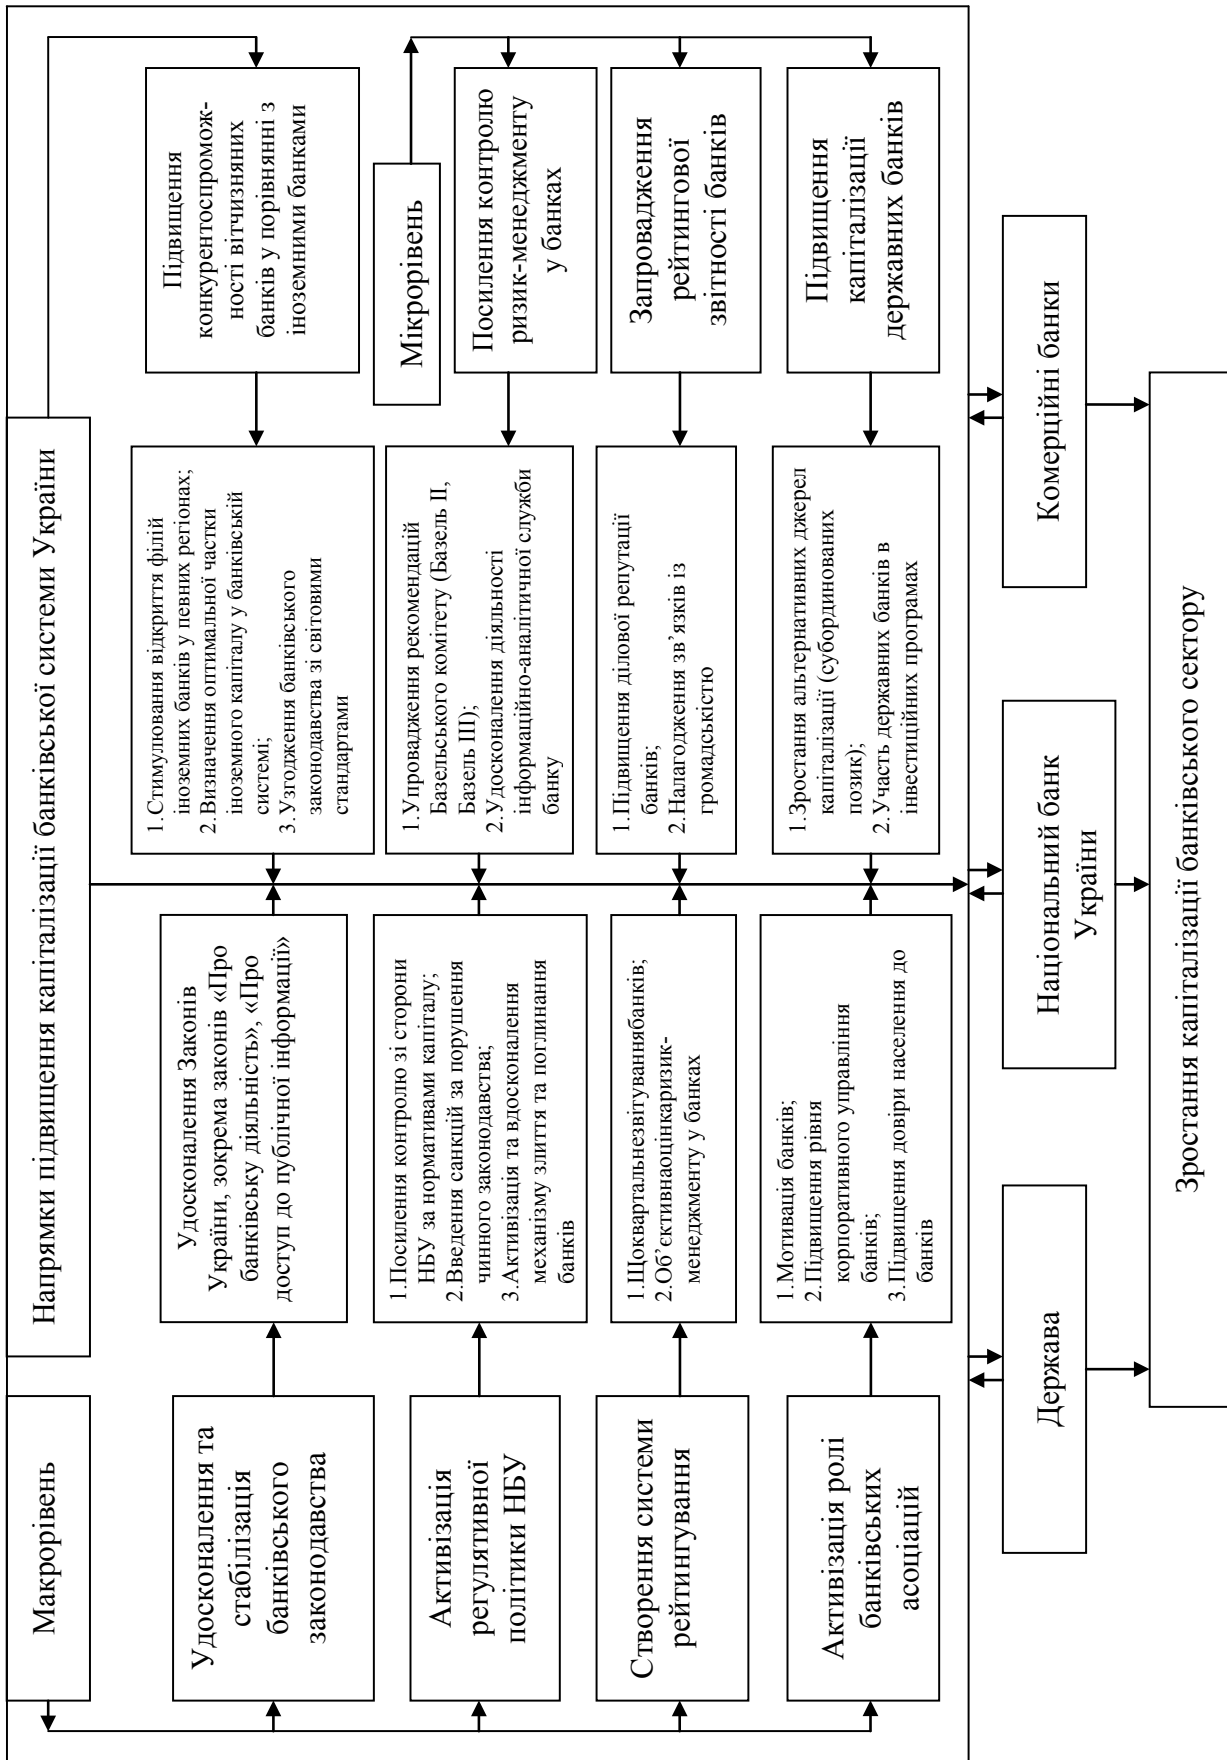 Напрямки підвищення капіталізації банківської системи України
Макрорівень
Удосконалення та
стабілізація
банківського
законодавства
Удосконалення Законів
України, зокрема законів «Про
банківську діяльність», «Про
доступ до публічної інформації»
1.Стимулювання відкриття філій
іноземних банків у певних регіонах;
2.Визначення оптимальної частки
іноземного капіталу у банківській
системі;
3.Узгодження банківського
законодавства зі світовими
стандартами
Підвищення
конкурентоспромож-
ності вітчизняних
банків у порівнянні з
іноземними банками
Мікрорівень
Активізація
регулятивної
політики НБУ
1.Посилення контролю зі сторони
НБУ за нормативами капіталу;
2.Введення санкцій за порушення
чинного законодавства;
3.Активізація та вдосконалення
механізму злиття та поглинання
банків
1.Упровадження рекомендацій
Базельського комітету (Базель ІІ,
Базель ІІІ);
2.Удосконалення діяльності
інформаційно-аналітичної служби
банку
Посилення контролю
ризик-менеджменту
у банках
Створення системи
рейтингування
1.Щоквартальнезвітуваннябанків;
2.Об’єктивнаоцінкаризик-
менеджменту у банках
1.Підвищення ділової репутації
банків;
2.Налагодження зв’язків із
громадськістю
Запровадження
рейтингової
звітності банків
Активізація ролі
банківських
асоціацій
1.Мотивація банків;
2.Підвищення рівня
корпоративного управління
банків;
3.Підвищення довіри населення до
банків
1.Зростання альтернативних джерел
капіталізації (субординованих
позик);
2.Участь державних банків в
інвестиційних програмах
Підвищення
капіталізації
державних банків
Держава
Національний банк
України
Комерційні банки
Зростання капіталізації банківського сектору